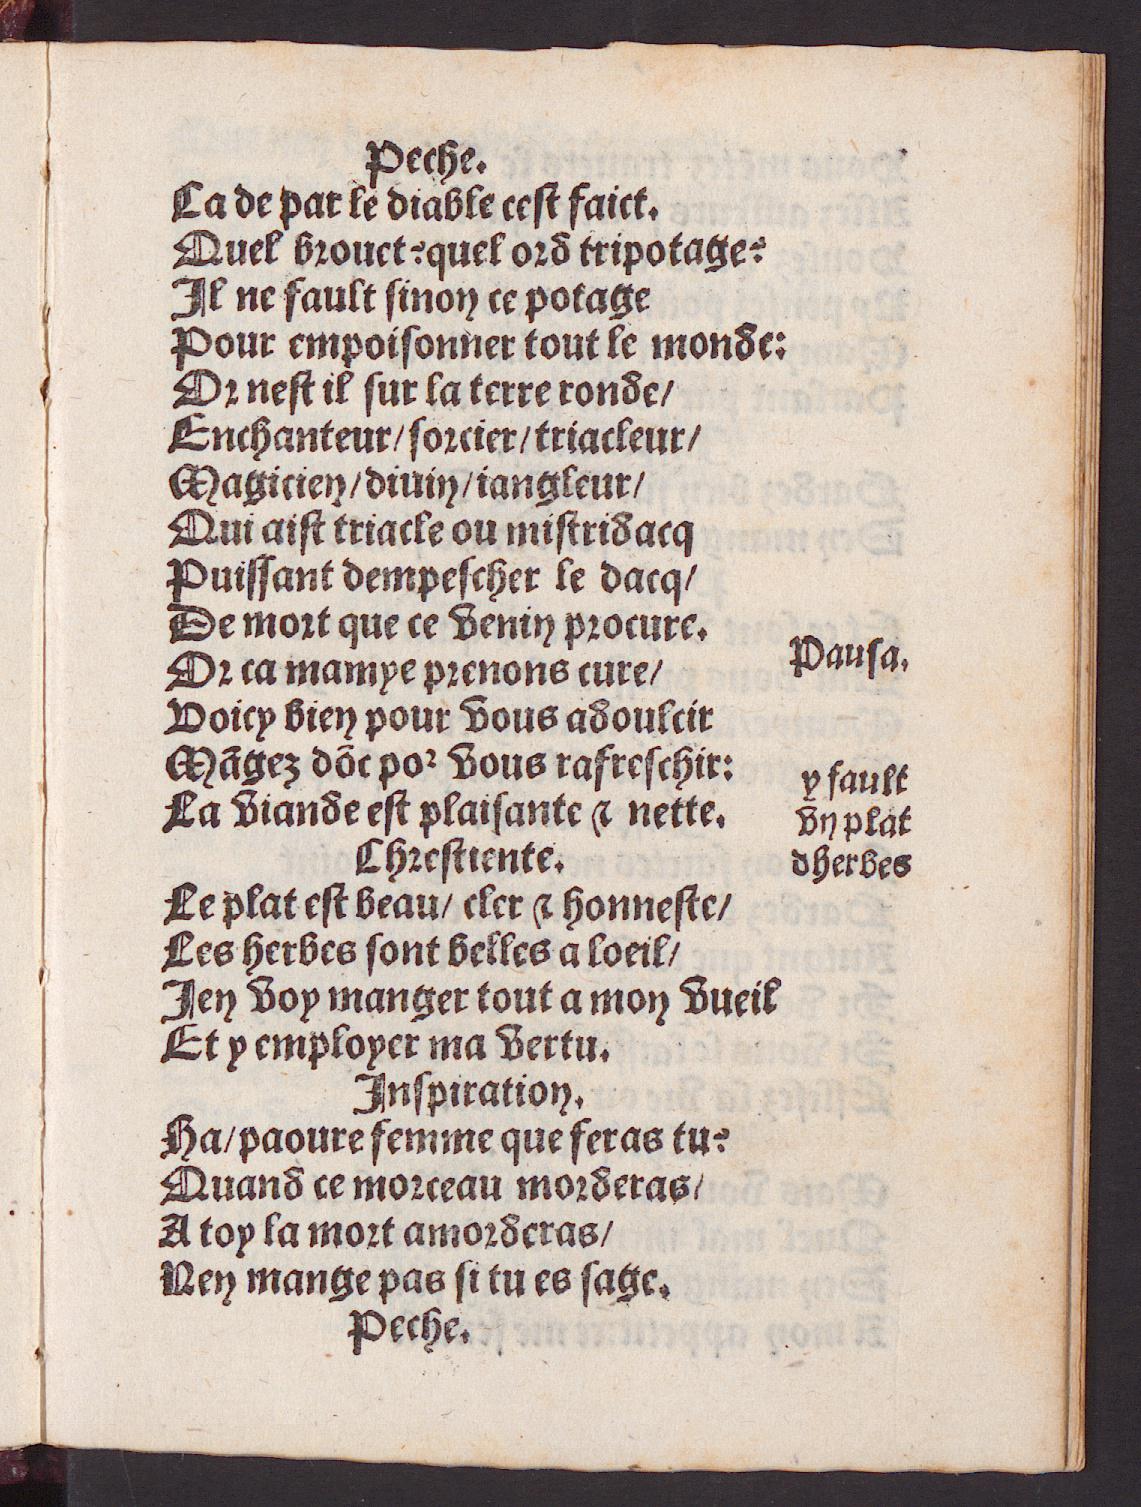 Peche.
Ca de par le diable cest faict.
Quel brouet? quel ord tripotage?
Il ne fault sinon ce potage
Pour empoisonner tout le monde:
Or nest il sur la terre ronde/
Enchanteur/ sorcier/ triacleur/
Magicien/ diuin/ iangleur/
Qui aist triacle ou mistridacq
Puissant dempescher le dacq/
De mort que ce venin procure.
Pausa.
Or ca mamye prenons cure/
Voicy bien pour vous adoulcir
Mãgez dõc poꝛ vous rafreschir:
y fault
vn plat
dherbes
La viande est plaisante ⁊ nette.
Chrestiente.
Le plat est beau/ cler ⁊ honneste/
Les herbes sont belles a loeil/
Jen voy manger tout a mon vueil
Et y employer ma vertu.
Inspiration.
Ha/ paoure femme que feras tu?
Quand ce morceau morderas/
A toy la mort amorderas/
Nen mange pas si tu es sage.
Peche.